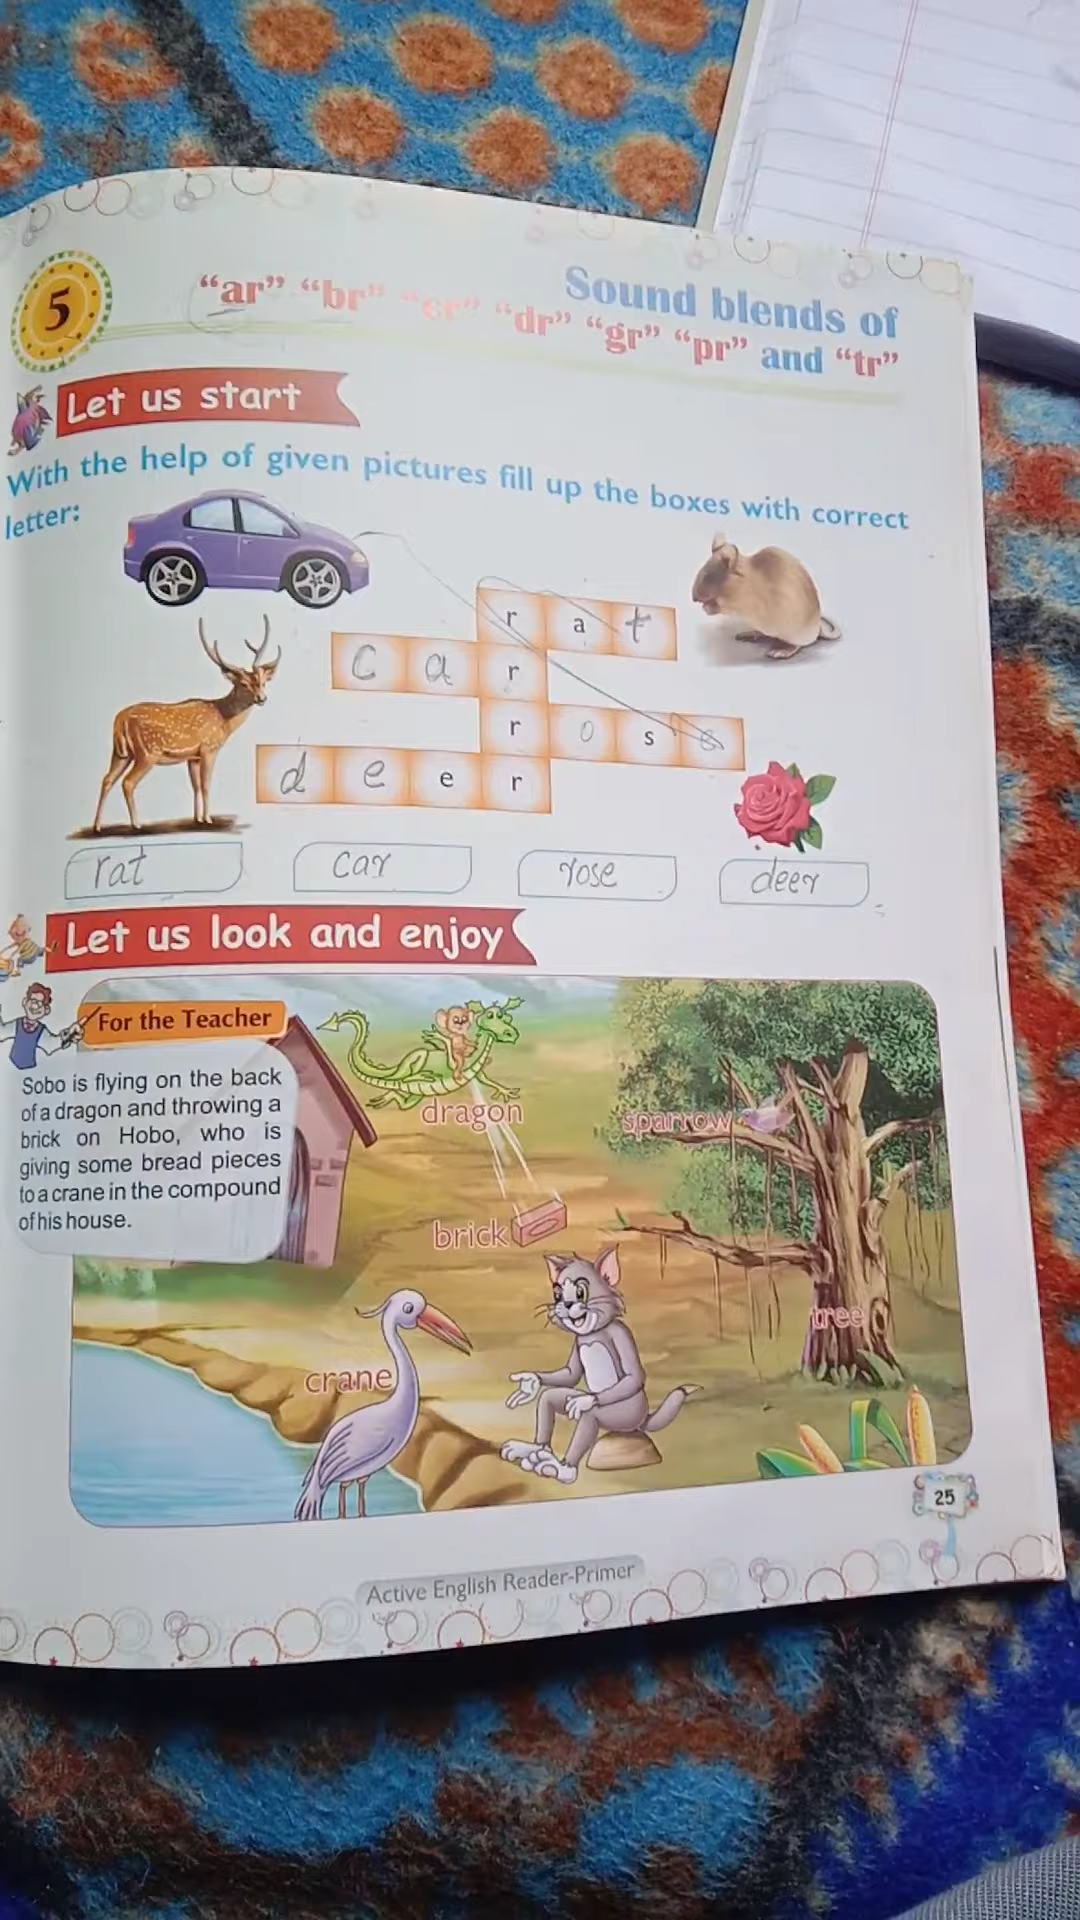 5
Sound blends of
“ar” “br” “cr” “dr” “gr” “pr” and “tr”
Let us start
With the help of given pictures fill up the boxes with correct
letter:
r a t
c a r
r o s e
d e e r
rat car rose deer
Let us look and enjoy
For the Teacher
Sobo is flying on the back
of a dragon and throwing a
brick on Hobo, who is
giving some bread pieces
to a crane in the compound
of his house.
dragon
sparrow
brick
tree
crane
25
Active English Reader-Primer